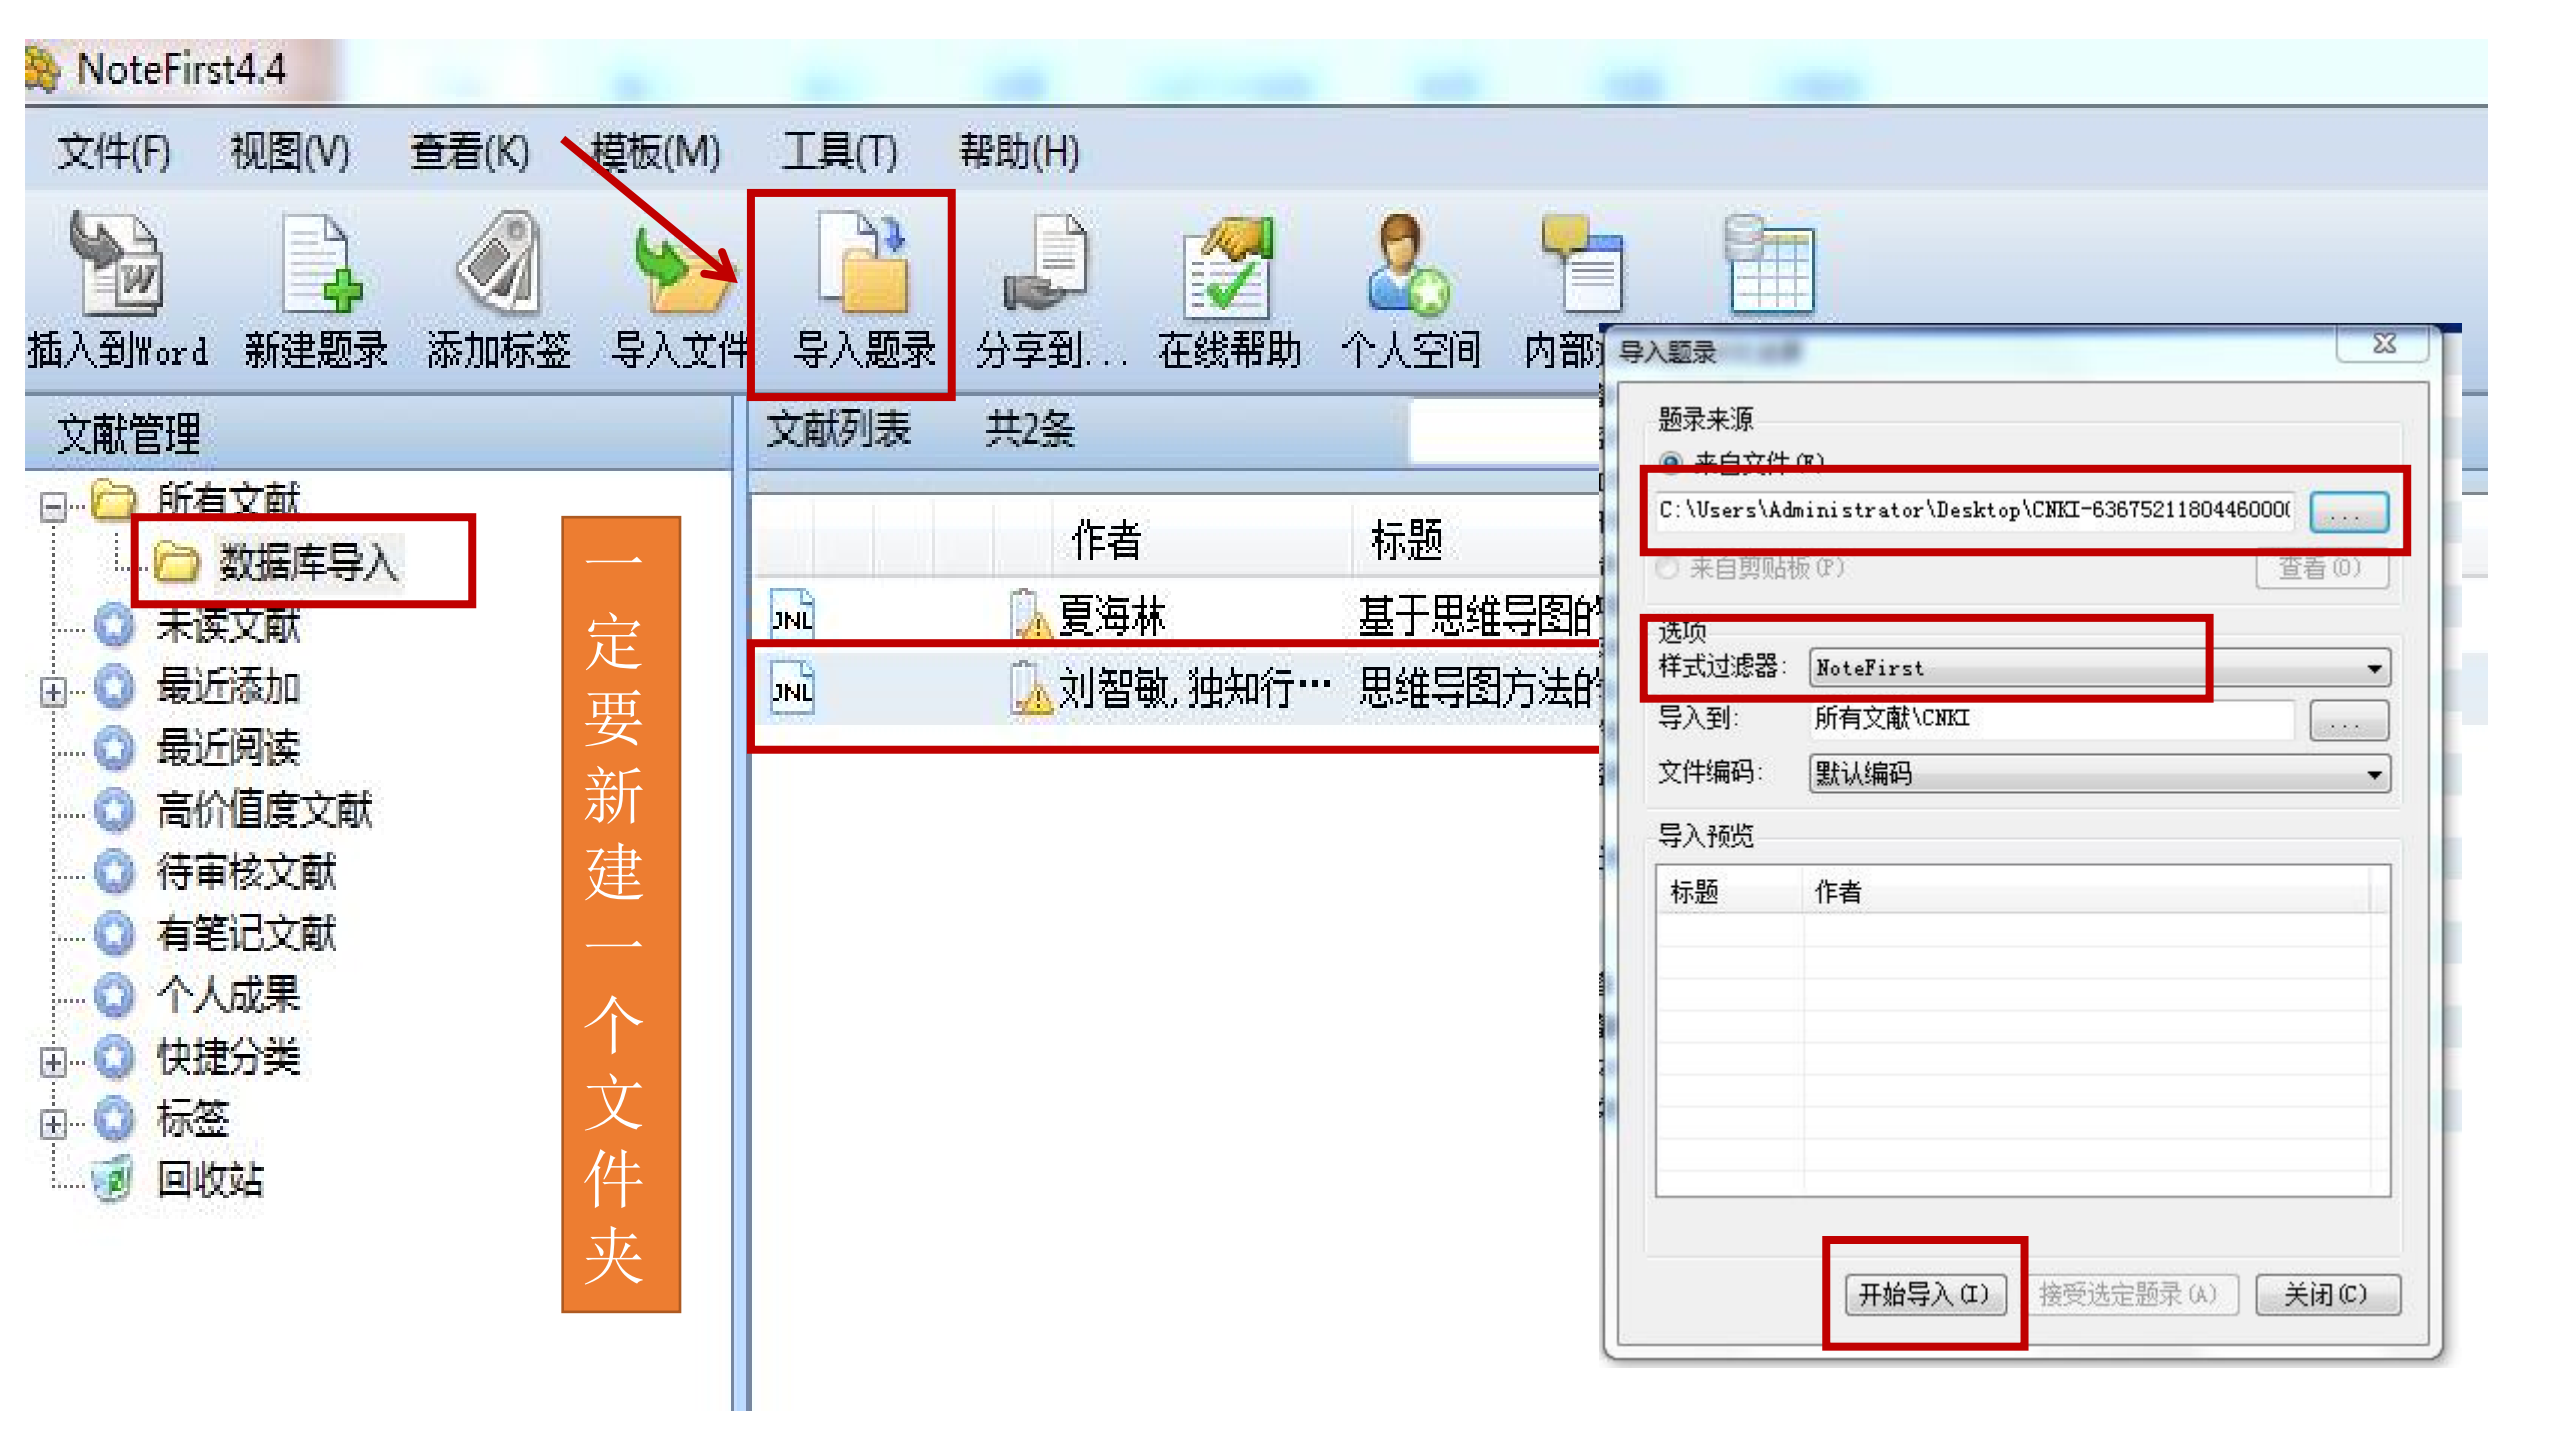 NoteFirst4.4
文件(F) 视图(V) 查看(K) 模板(M) 工具(T) 帮助(H)
插入到Word 新建题录 添加标签 导入文件 导入题录 分享到... 在线帮助 个人空间 内部
文献管理
文献列表 共2条
所有文献
数据库导入
未读文献
最近添加
最近阅读
高价值度文献
待审核文献
有笔记文献
个人成果
快捷分类
标签
回收站
一定要新建一个文件夹
作者 标题
JNL 夏海林 基于思维导图的
JNL 刘智敏,独知行… 思维导图方法的
导入题录
题录来源
来自文件(F)
C:\Users\Administrator\Desktop\CNKI-6367521180446000( ...
来自剪贴板(P) 查看(O)
选项
样式过滤器: NoteFirst
导入到: 所有文献\CNKI ...
文件编码: 默认编码
导入预览
标题 作者
开始导入(I) 接受选定题录(A) 关闭(C)